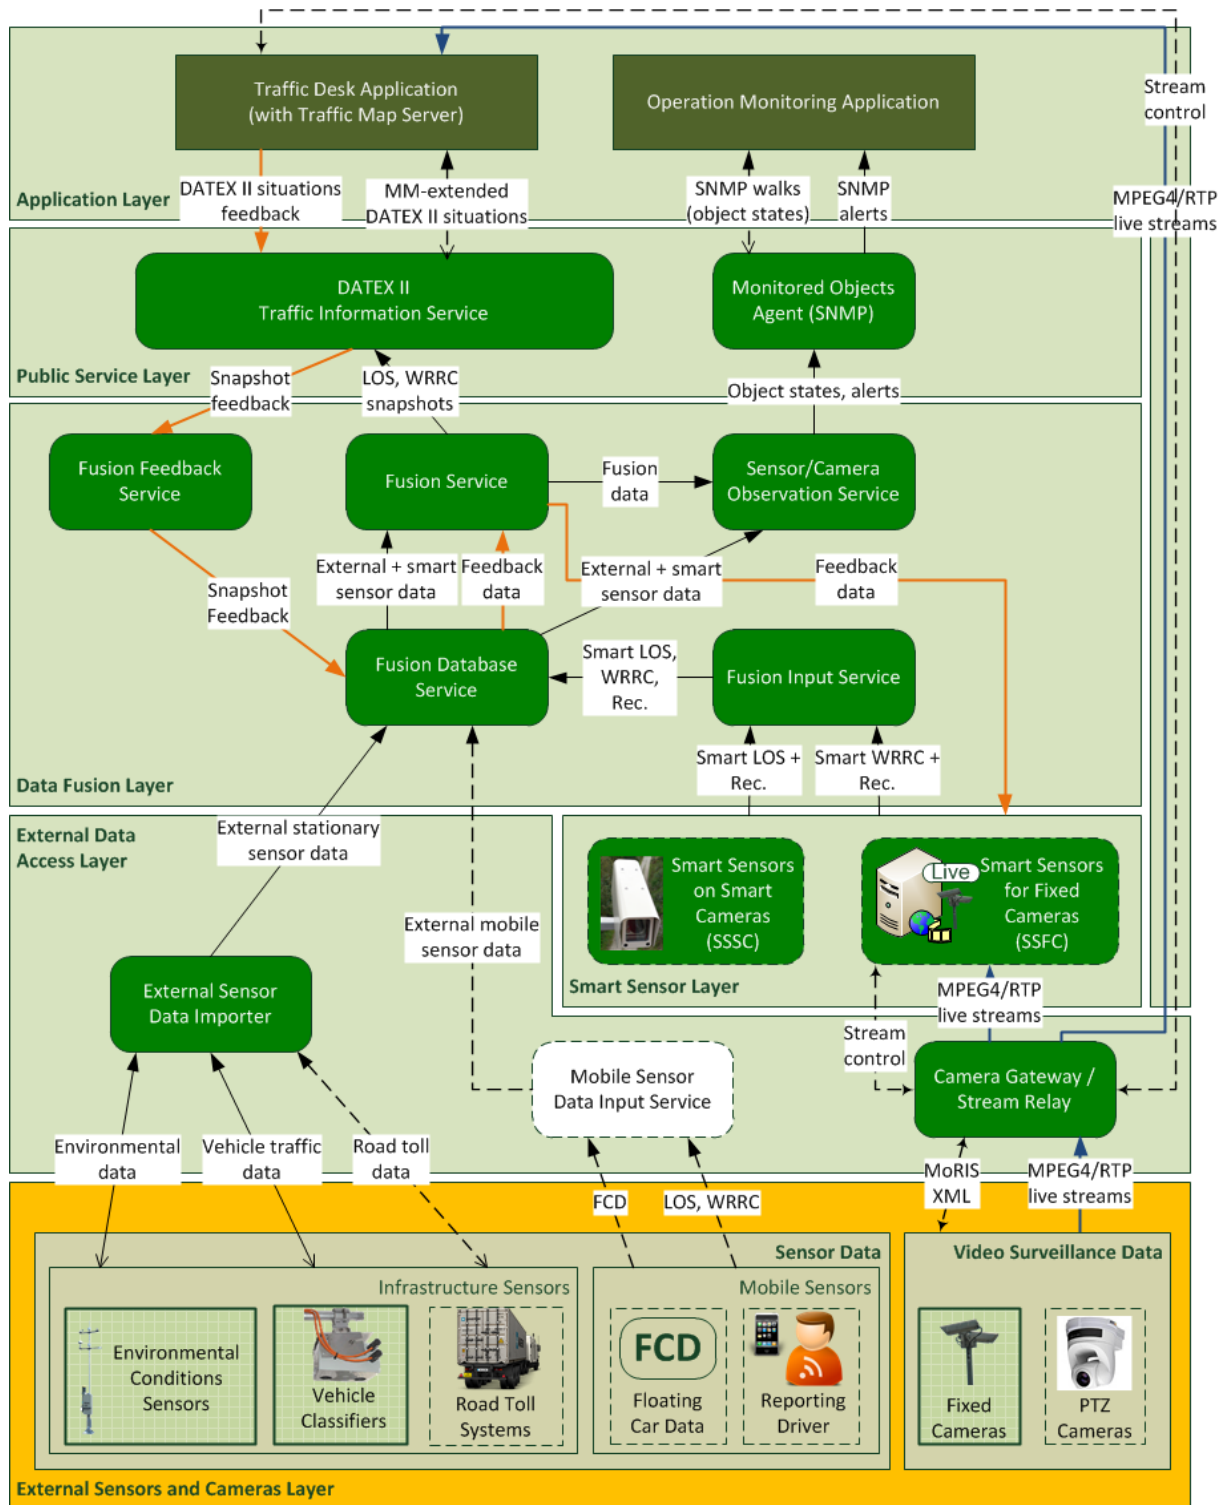 Stream
control
Traffic Desk Application
(with Traffic Map Server)
Operation Monitoring Application
Application Layer
DATEX II situations
feedback
MM-extended
DATEX II situations
SNMP walks
(object states)
SNMP
alerts
MPEG4/RTP
live streams
DATEX II
Traffic Information Service
Monitored Objects
Agent (SNMP)
Public Service Layer
Snapshot
feedback
LOS, WRRC
snapshots
Object states, alerts
Fusion Feedback
Service
Fusion Service
Fusion
data
Sensor/Camera
Observation Service
Snapshot
Feedback
External + smart
sensor data
Feedback
data
External + smart
sensor data
Feedback
data
Fusion Database
Service
Smart LOS,
WRRC,
Rec.
Fusion Input Service
Smart LOS +
Rec.
Smart WRRC +
Rec.
Data Fusion Layer
External Data
Access Layer
External stationary
sensor data
External mobile
sensor data
Smart Sensors
on Smart
Cameras
(SSSC)
Live
Smart Sensors
for Fixed
Cameras
(SSFC)
Smart Sensor Layer
MPEG4/RTP
live streams
External Sensor
Data Importer
Stream
control
Mobile Sensor
Data Input Service
Camera Gateway /
Stream Relay
Environmental
data
Vehicle traffic
data
Road toll
data
FCD
LOS, WRRC
MoRIS
XML
MPEG4/RTP
live streams
Sensor Data
Video Surveillance Data
Infrastructure Sensors
Mobile Sensors
Environmental
Conditions
Sensors
Vehicle
Classifiers
Road Toll
Systems
FCD
Floating
Car Data
Reporting
Driver
Fixed
Cameras
PTZ
Cameras
External Sensors and Cameras Layer